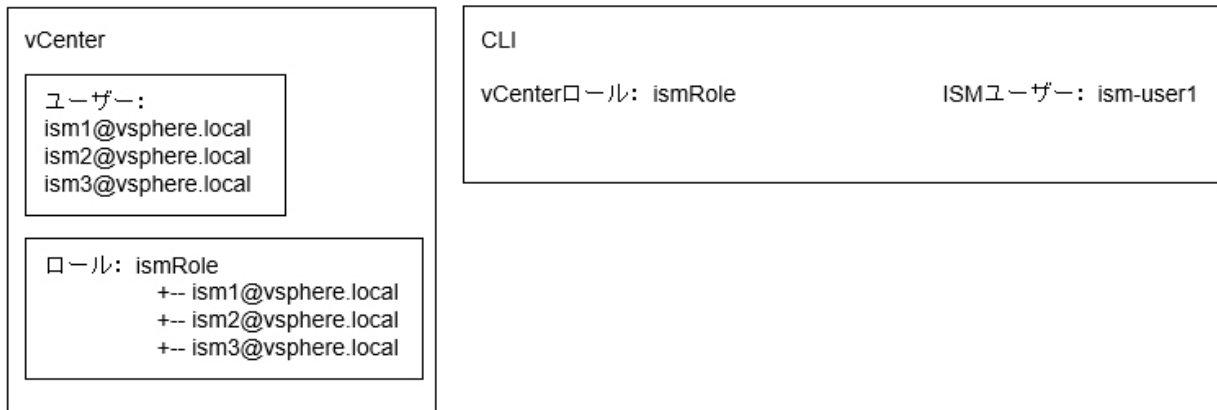 vCenter
ユーザー:
ism1@vsphere.local
ism2@vsphere.local
ism3@vsphere.local
ロール: ismRole
+-- ism1@vsphere.local
+-- ism2@vsphere.local
+-- ism3@vsphere.local
CLI
vCenterロール: ismRole ISMユーザー: ism-user1